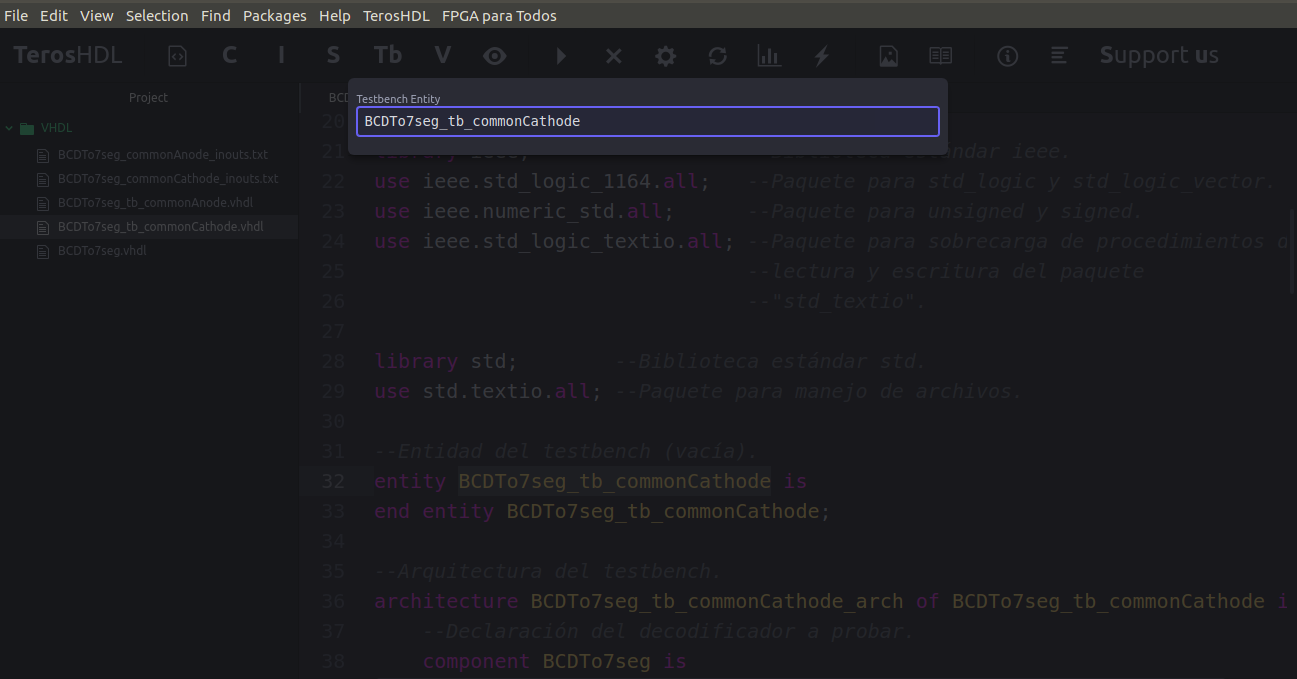 File Edit View Selection Find Packages Help TerosHDL FPGA para Todos
TerosHDL C I S Tb V Support us
Project
BCD
Testbench Entity
BCDTo7seg_tb_commonCathode
VHDL
BCDTo7seg_commonAnode_inouts.txt
BCDTo7seg_commonCathode_inouts.txt
BCDTo7seg_tb_commonAnode.vhdl
BCDTo7seg_tb_commonCathode.vhdl
BCDTo7seg.vhdl
20
21 library ieee; --Biblioteca estándar ieee.
22 use ieee.std_logic_1164.all; --Paquete para std_logic y std_logic_vector.
23 use ieee.numeric_std.all; --Paquete para unsigned y signed.
24 use ieee.std_logic_textio.all; --Paquete para sobrecarga de procedimientos d
25 --lectura y escritura del paquete
26 --"std_textio".
27
28 library std; --Biblioteca estándar std.
29 use std.textio.all; --Paquete para manejo de archivos.
30
31 --Entidad del testbench (vacía).
32 entity BCDTo7seg_tb_commonCathode is
33 end entity BCDTo7seg_tb_commonCathode;
34
35 --Arquitectura del testbench.
36 architecture BCDTo7seg_tb_commonCathode_arch of BCDTo7seg_tb_commonCathode i
37 --Declaración del decodificador a probar.
38 component BCDTo7seg is